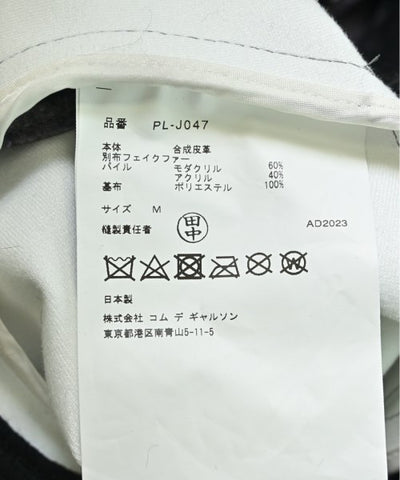 品番 PL-J047
本体 合成皮革
別布フェイクファー
パイル モダクリル 60%
アクリル 40%
基布 ポリエステル 100%
サイズ M
縫製責任者 田中 AD2023
W
日本製
株式会社 コム デ ギャルソン
東京都港区南青山5-11-5